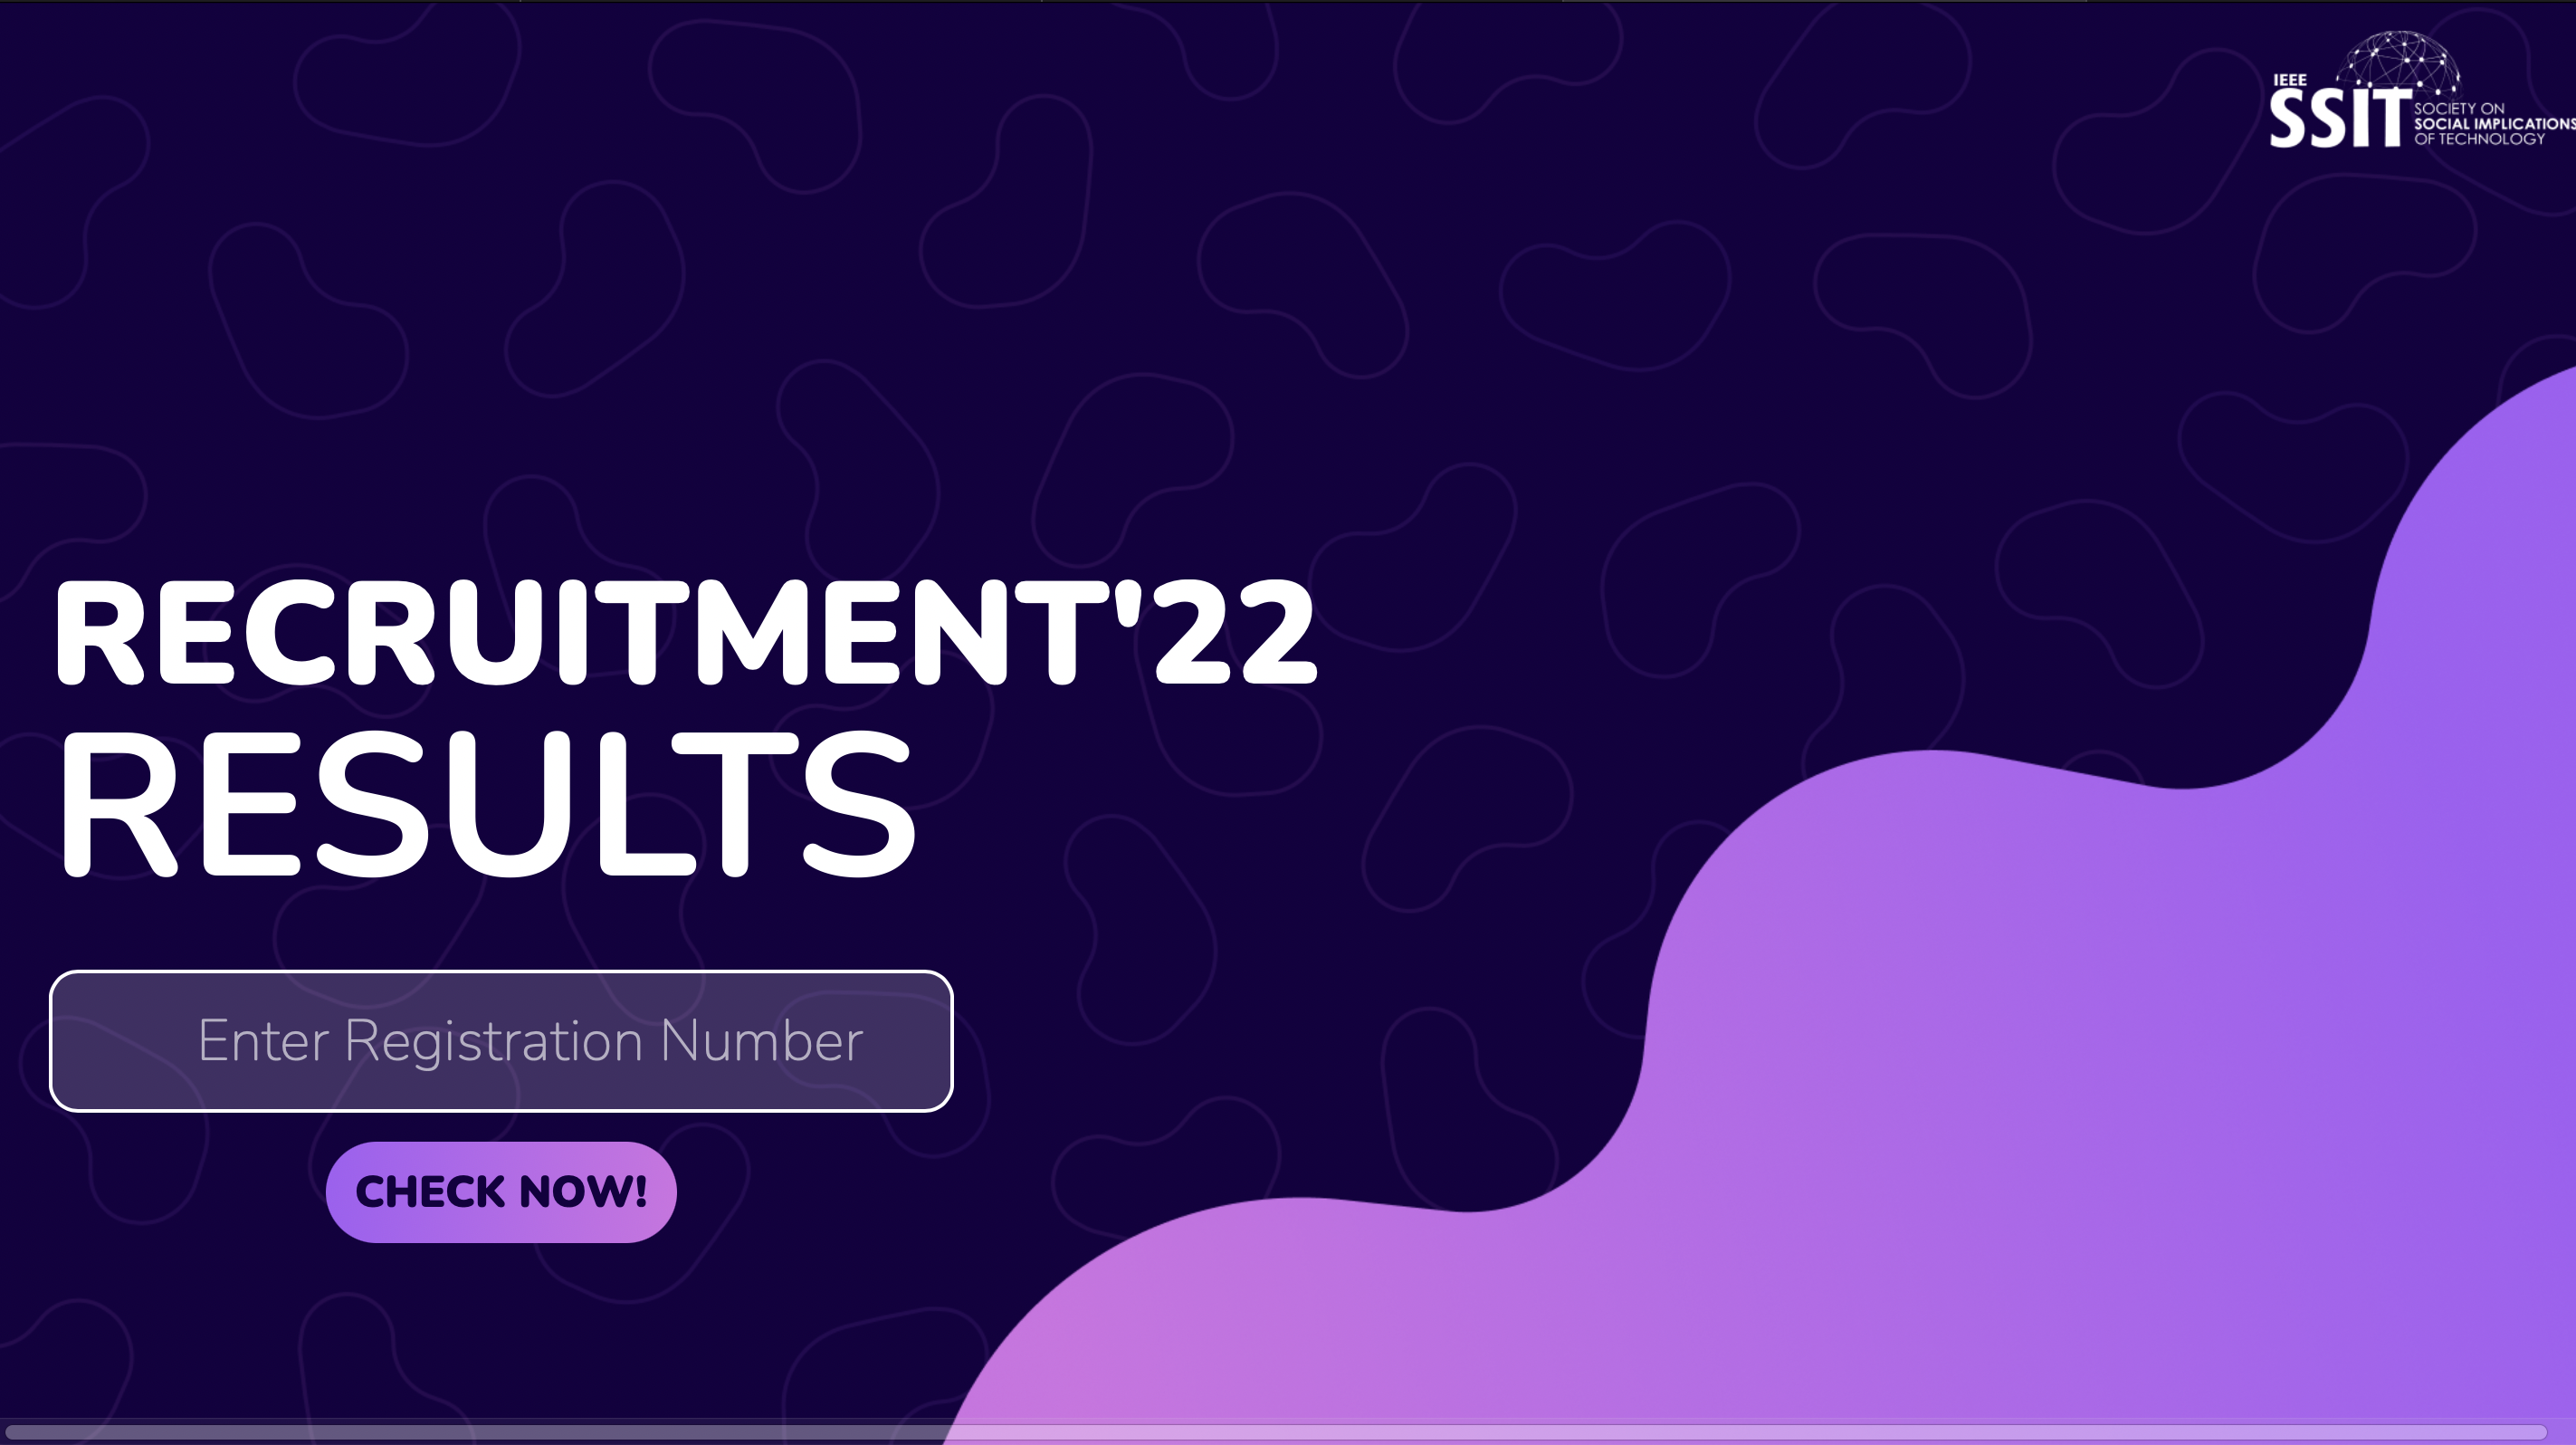 IEEE
SSIT
SOCIETY ON
SOCIAL IMPLICATIONS
OF TECHNOLOGY
RECRUITMENT'22
RESULTS
Enter Registration Number
CHECK NOW!